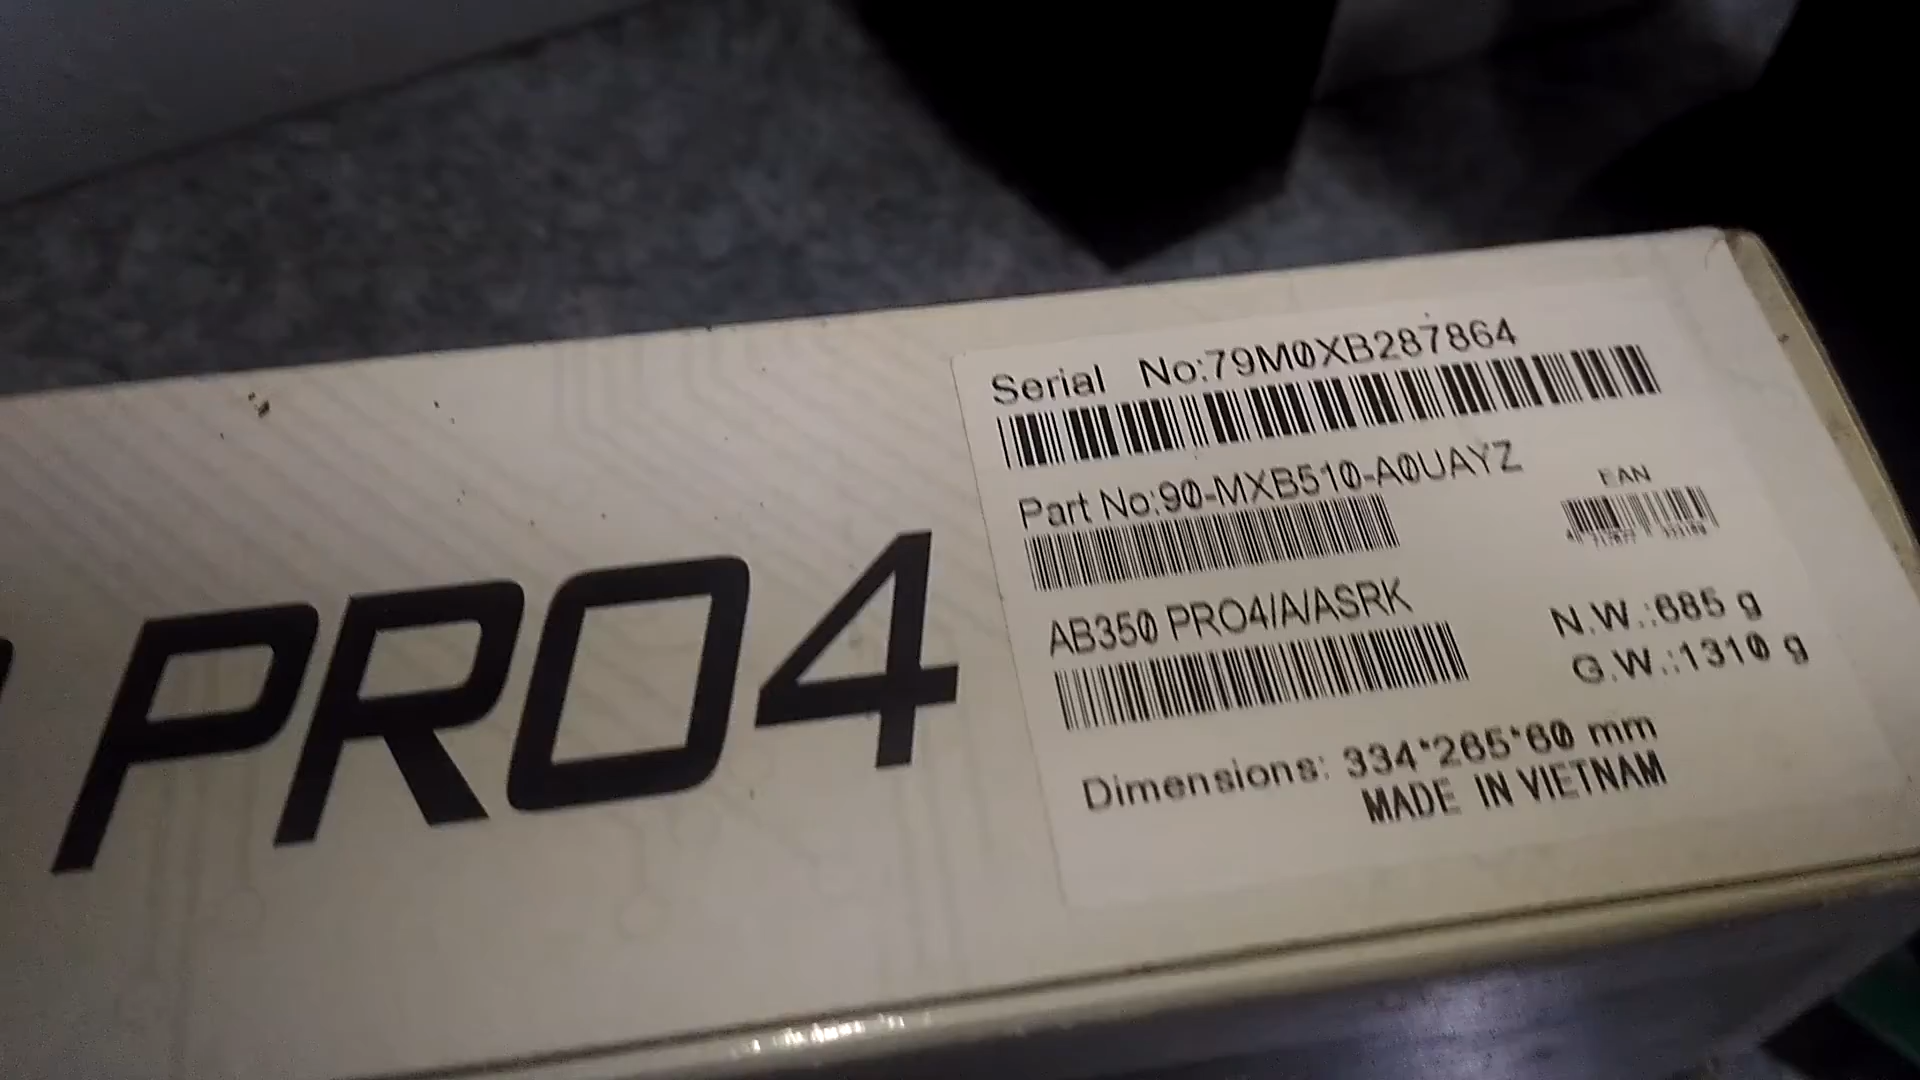 PRO4
Serial No:79M0XB287864
Part No:90-MXB510-A0UAYZ
EAN
AB350 PRO4/A/ASRK
N.W.:685 g
G.W.:1310 g
Dimensions: 334*265*60 mm
MADE IN VIETNAM